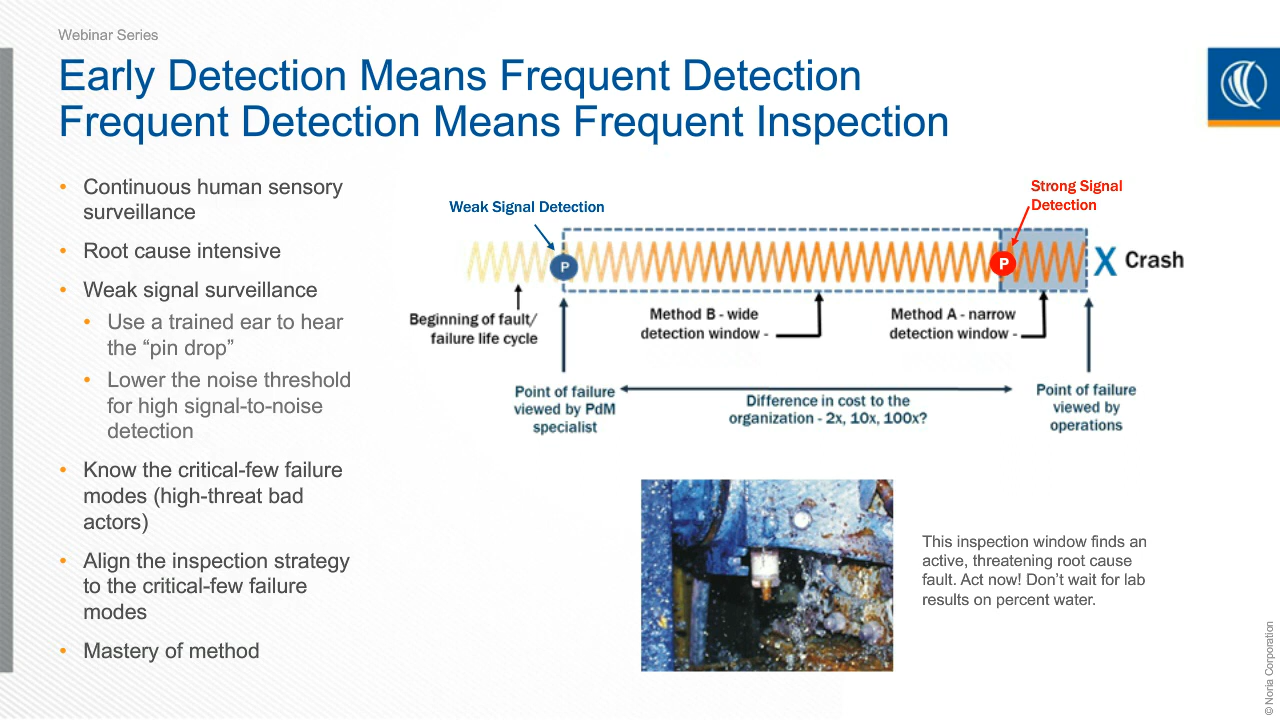 Webinar Series
Early Detection Means Frequent Detection
Frequent Detection Means Frequent Inspection
• Continuous human sensory
surveillance
• Root cause intensive
• Weak signal surveillance
• Use a trained ear to hear
the “pin drop”
• Lower the noise threshold
for high signal-to-noise
detection
• Know the critical-few failure
modes (high-threat bad
actors)
• Align the inspection strategy
to the critical-few failure
modes
• Mastery of method
Weak Signal Detection
Strong Signal
Detection
P
P
X Crash
Beginning of fault/
failure life cycle
Method B - wide
detection window -
Method A - narrow
detection window -
Point of failure
viewed by PdM
specialist
Difference in cost to the
organization - 2x, 10x, 100x?
Point of failure
viewed by
operations
This inspection window finds an
active, threatening root cause
fault. Act now! Don’t wait for lab
results on percent water.
© Noria Corporation